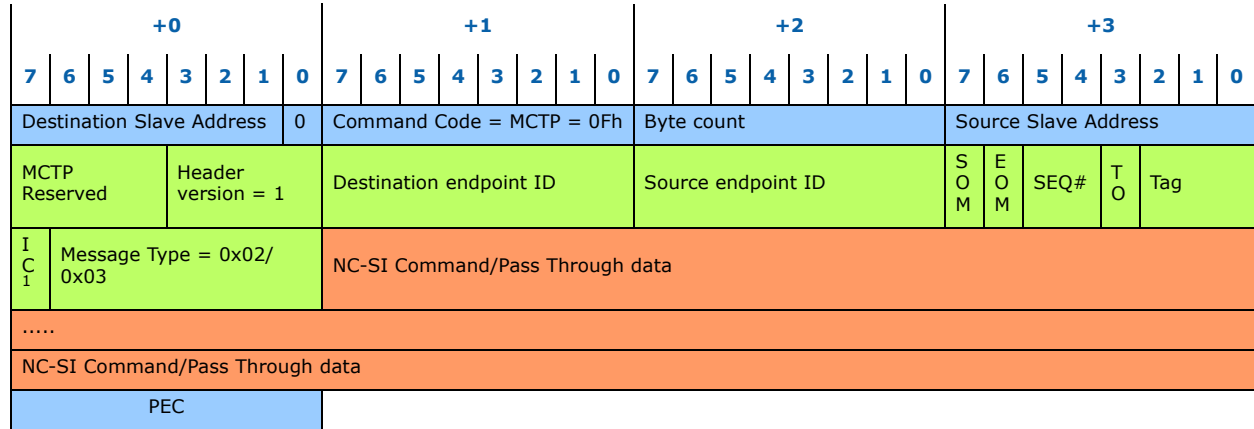 +0 +1 +2 +3
7 6 5 4 3 2 1 0 7 6 5 4 3 2 1 0 7 6 5 4 3 2 1 0 7 6 5 4 3 2 1 0
Destination Slave Address 0 Command Code = MCTP = 0Fh Byte count Source Slave Address
MCTP
Reserved
Header
version = 1
Destination endpoint ID
Source endpoint ID
S
O
M
E
O
M
SEQ#
T
O
Tag
I
C
1
Message Type = 0x02/
0x03
NC-SI Command/Pass Through data
.....
NC-SI Command/Pass Through data
PEC